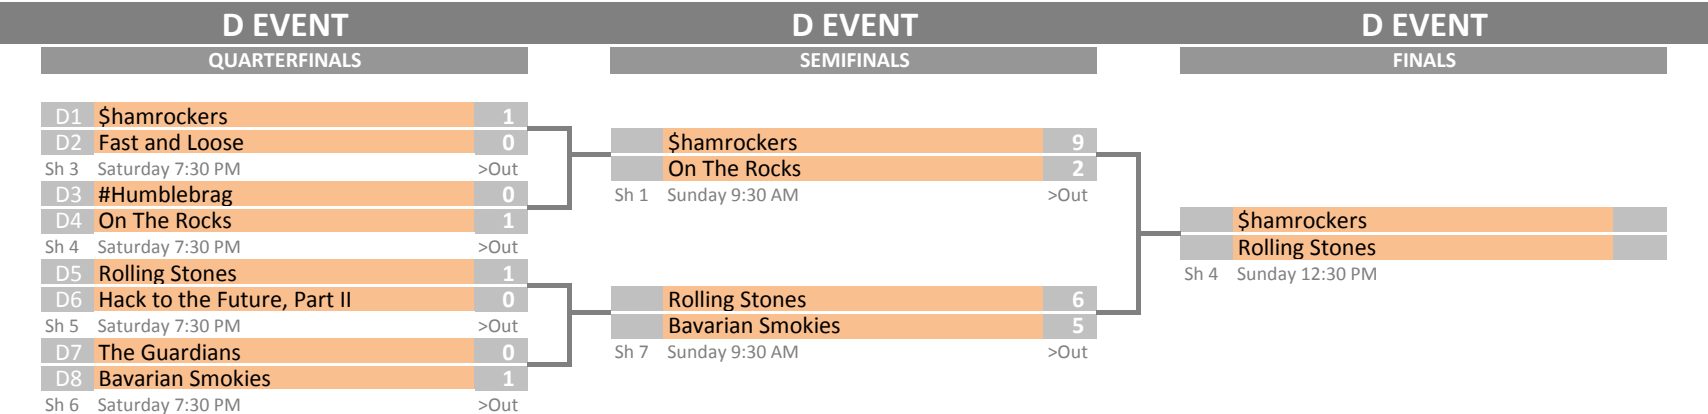 D EVENT D EVENT D EVENT
QUARTERFINALS SEMIFINALS FINALS
D1 $hamrockers 1
D2 Fast and Loose 0
Sh 3 Saturday 7:30 PM >Out
D3 #Humblebrag 0
D4 On The Rocks 1
Sh 4 Saturday 7:30 PM >Out
D5 Rolling Stones 1
D6 Hack to the Future, Part II 0
Sh 5 Saturday 7:30 PM >Out
D7 The Guardians 0
D8 Bavarian Smokies 1
Sh 6 Saturday 7:30 PM >Out
$hamrockers 9
On The Rocks 2
Sh 1 Sunday 9:30 AM >Out
Rolling Stones 6
Bavarian Smokies 5
Sh 7 Sunday 9:30 AM >Out
$hamrockers
Rolling Stones
Sh 4 Sunday 12:30 PM